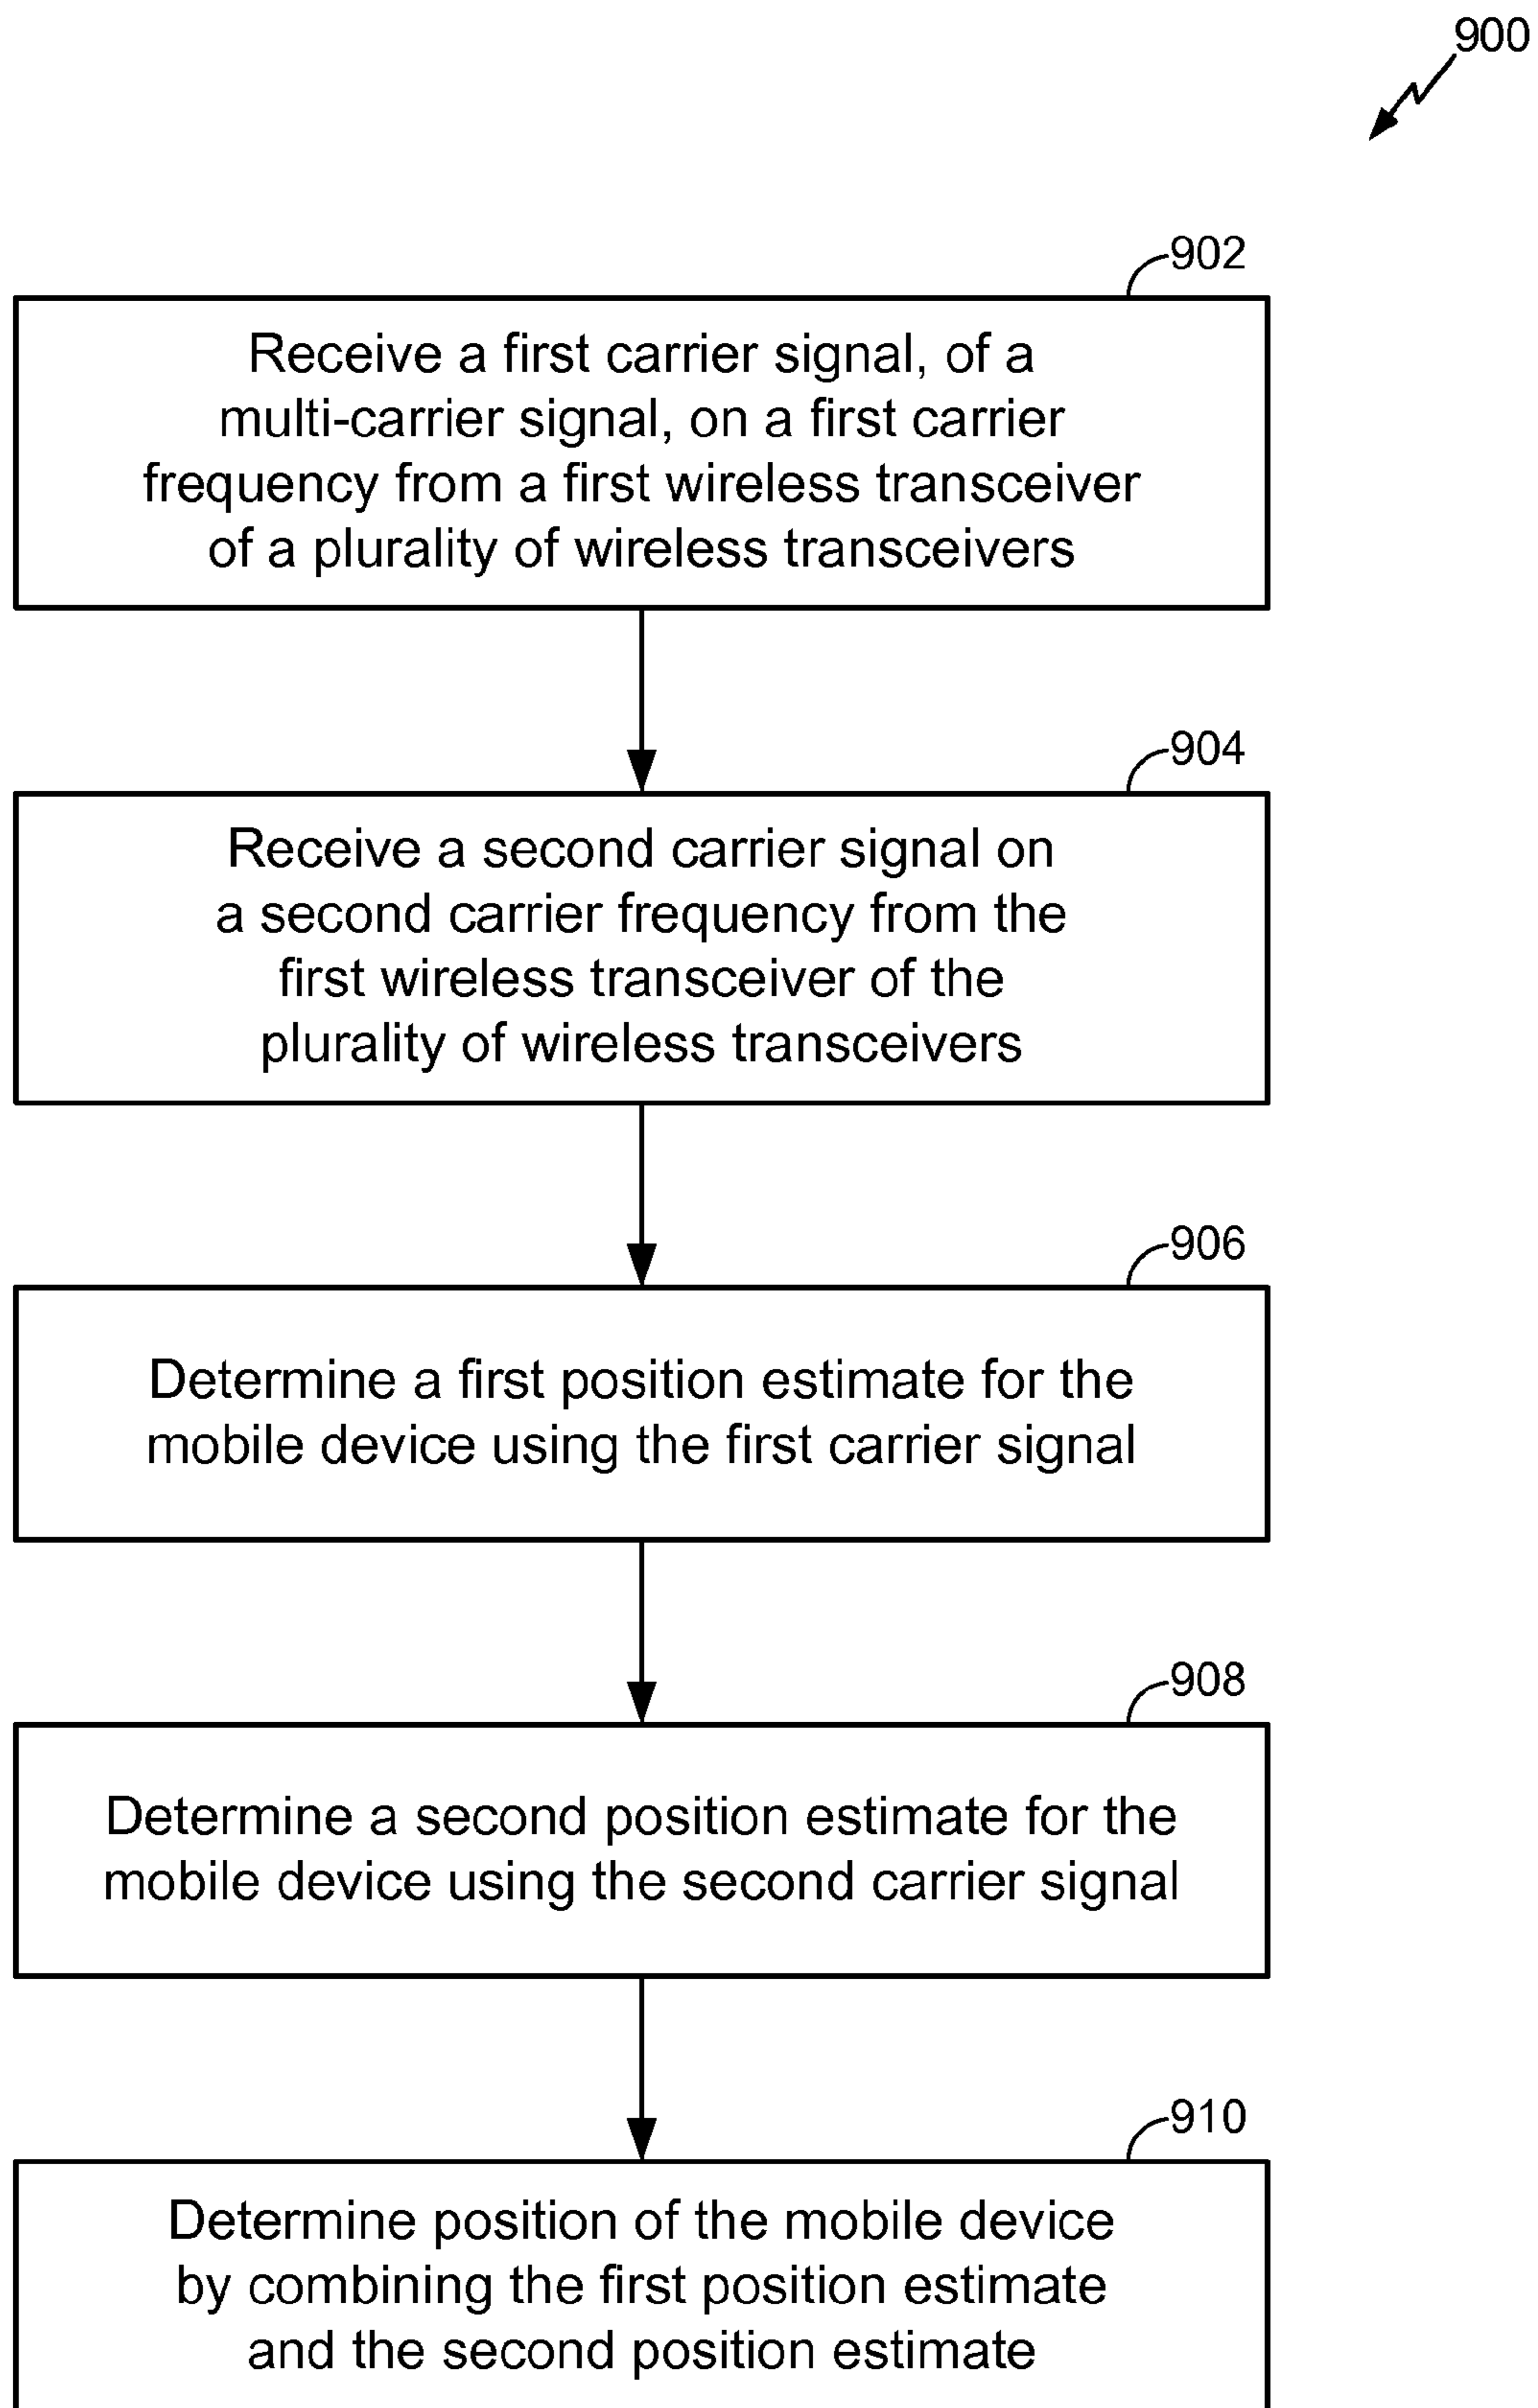 900
902
Receive a first carrier signal, of a
multi-carrier signal, on a first carrier
frequency from a first wireless transceiver
of a plurality of wireless transceivers
904
Receive a second carrier signal on
a second carrier frequency from the
first wireless transceiver of the
plurality of wireless transceivers
906
Determine a first position estimate for the
mobile device using the first carrier signal
908
Determine a second position estimate for the
mobile device using the second carrier signal
910
Determine position of the mobile device
by combining the first position estimate
and the second position estimate